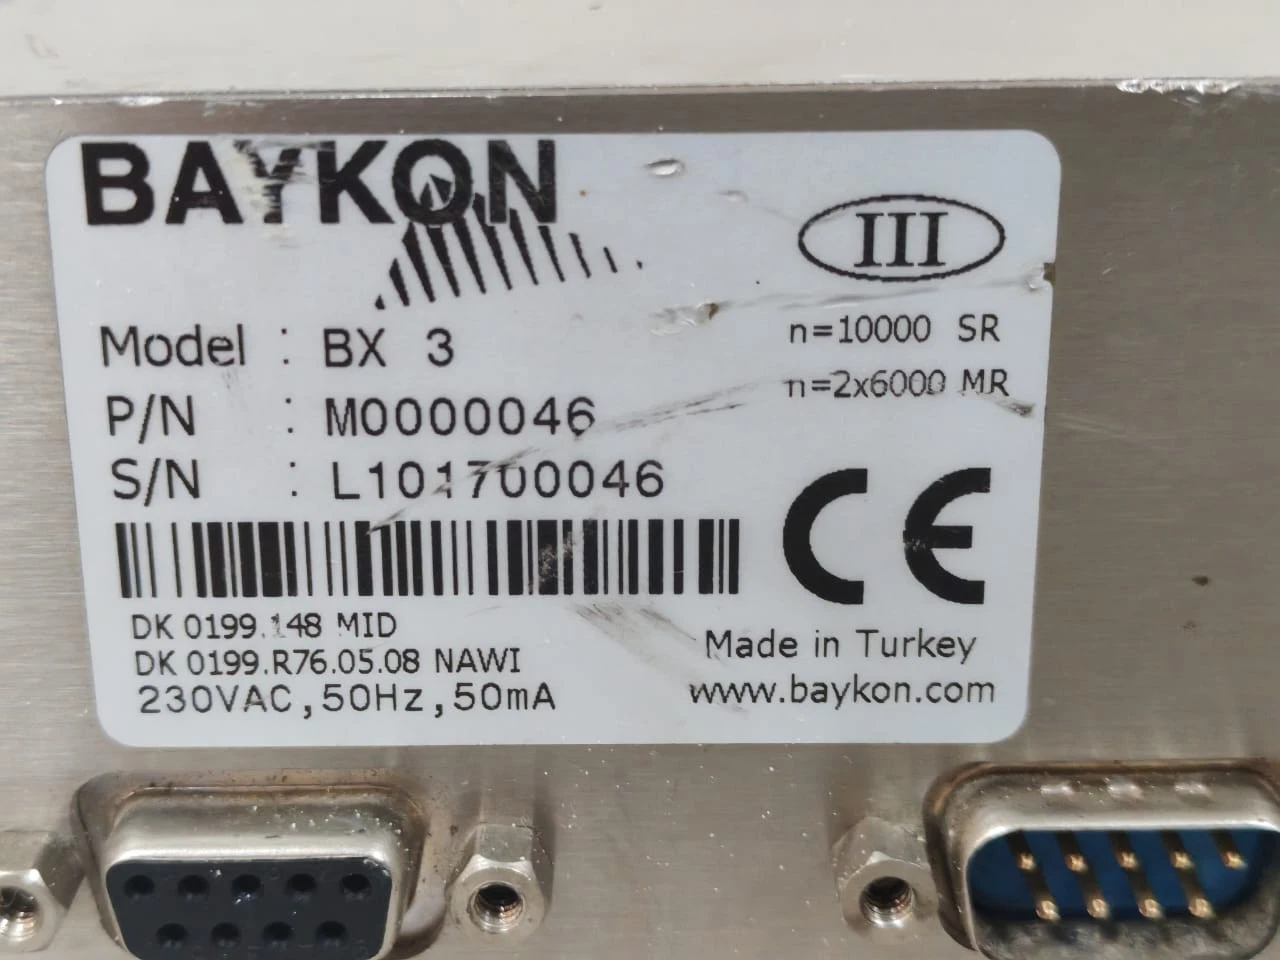 BAYKON
III
Model : BX 3
n=10000 SR
P/N : M0000046
n=2x6000 MR
S/N : L101700046
CE
DK 0199.148 MID
DK 0199.R76.05.08 NAWI
230VAC,50Hz,50mA
Made in Turkey
www.baykon.com